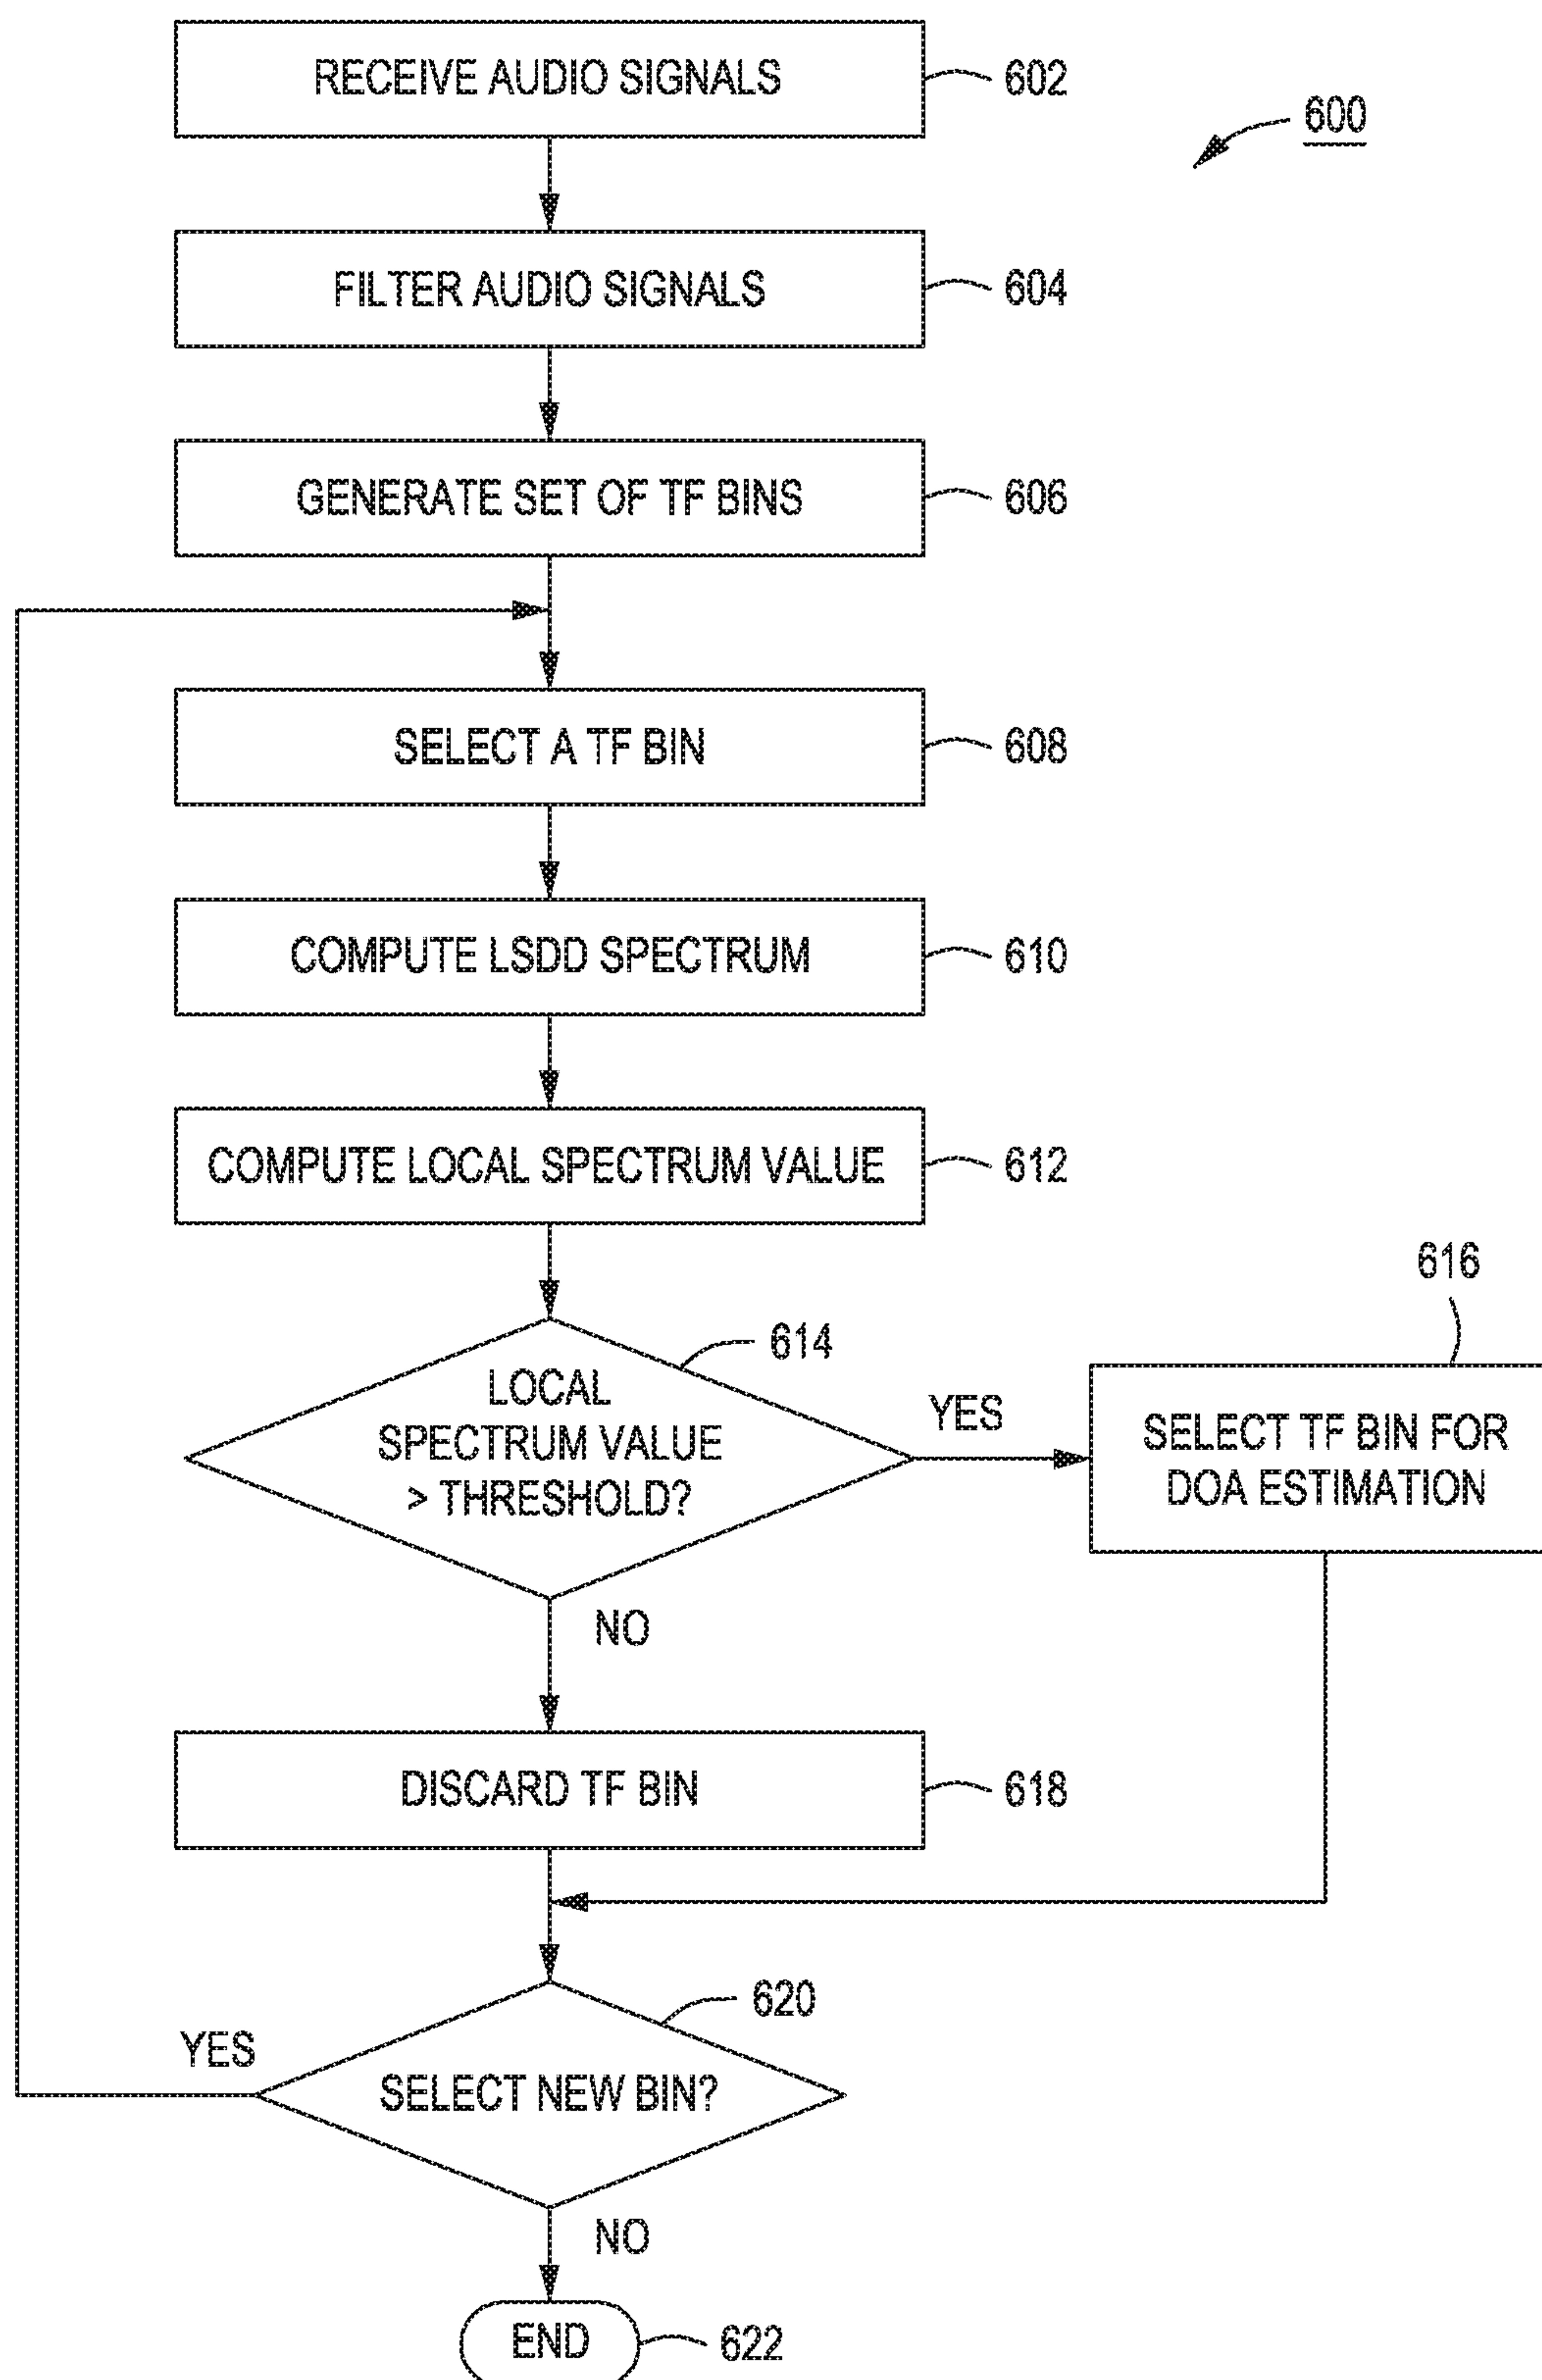 RECEIVE AUDIO SIGNALS
602
600
FILTER AUDIO SIGNALS
604
GENERATE SET OF TF BINS
606
SELECT A TF BIN
608
COMPUTE LSDD SPECTRUM
610
COMPUTE LOCAL SPECTRUM VALUE
612
616
614
LOCAL
SPECTRUM VALUE
> THRESHOLD?
YES
SELECT TF BIN FOR
DOA ESTIMATION
NO
DISCARD TF BIN
618
620
YES
SELECT NEW BIN?
NO
END
622